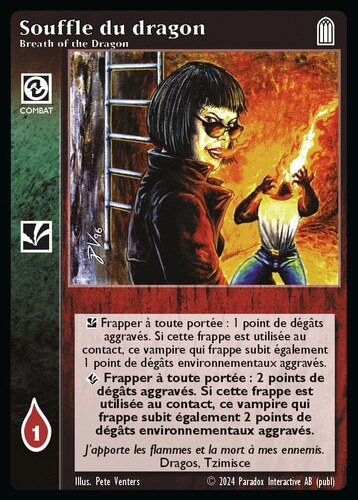 Souffle du dragon
Breath of the Dragon
COMBAT
PV96
Frapper à toute portée : 1 point de dégâts
aggravés. Si cette frappe est utilisée au
contact, ce vampire qui frappe subit également
1 point de dégâts environnementaux aggravés.
Frapper à toute portée : 2 points de
dégâts aggravés. Si cette frappe est
utilisée au contact, ce vampire qui
frappe subit également 2 points de
dégâts environnementaux aggravés.
J'apporte les flammes et la mort à mes ennemis.
Dragos, Tzimisce
1
Illus. Pete Venters © 2024 Paradox Interactive AB (publ)